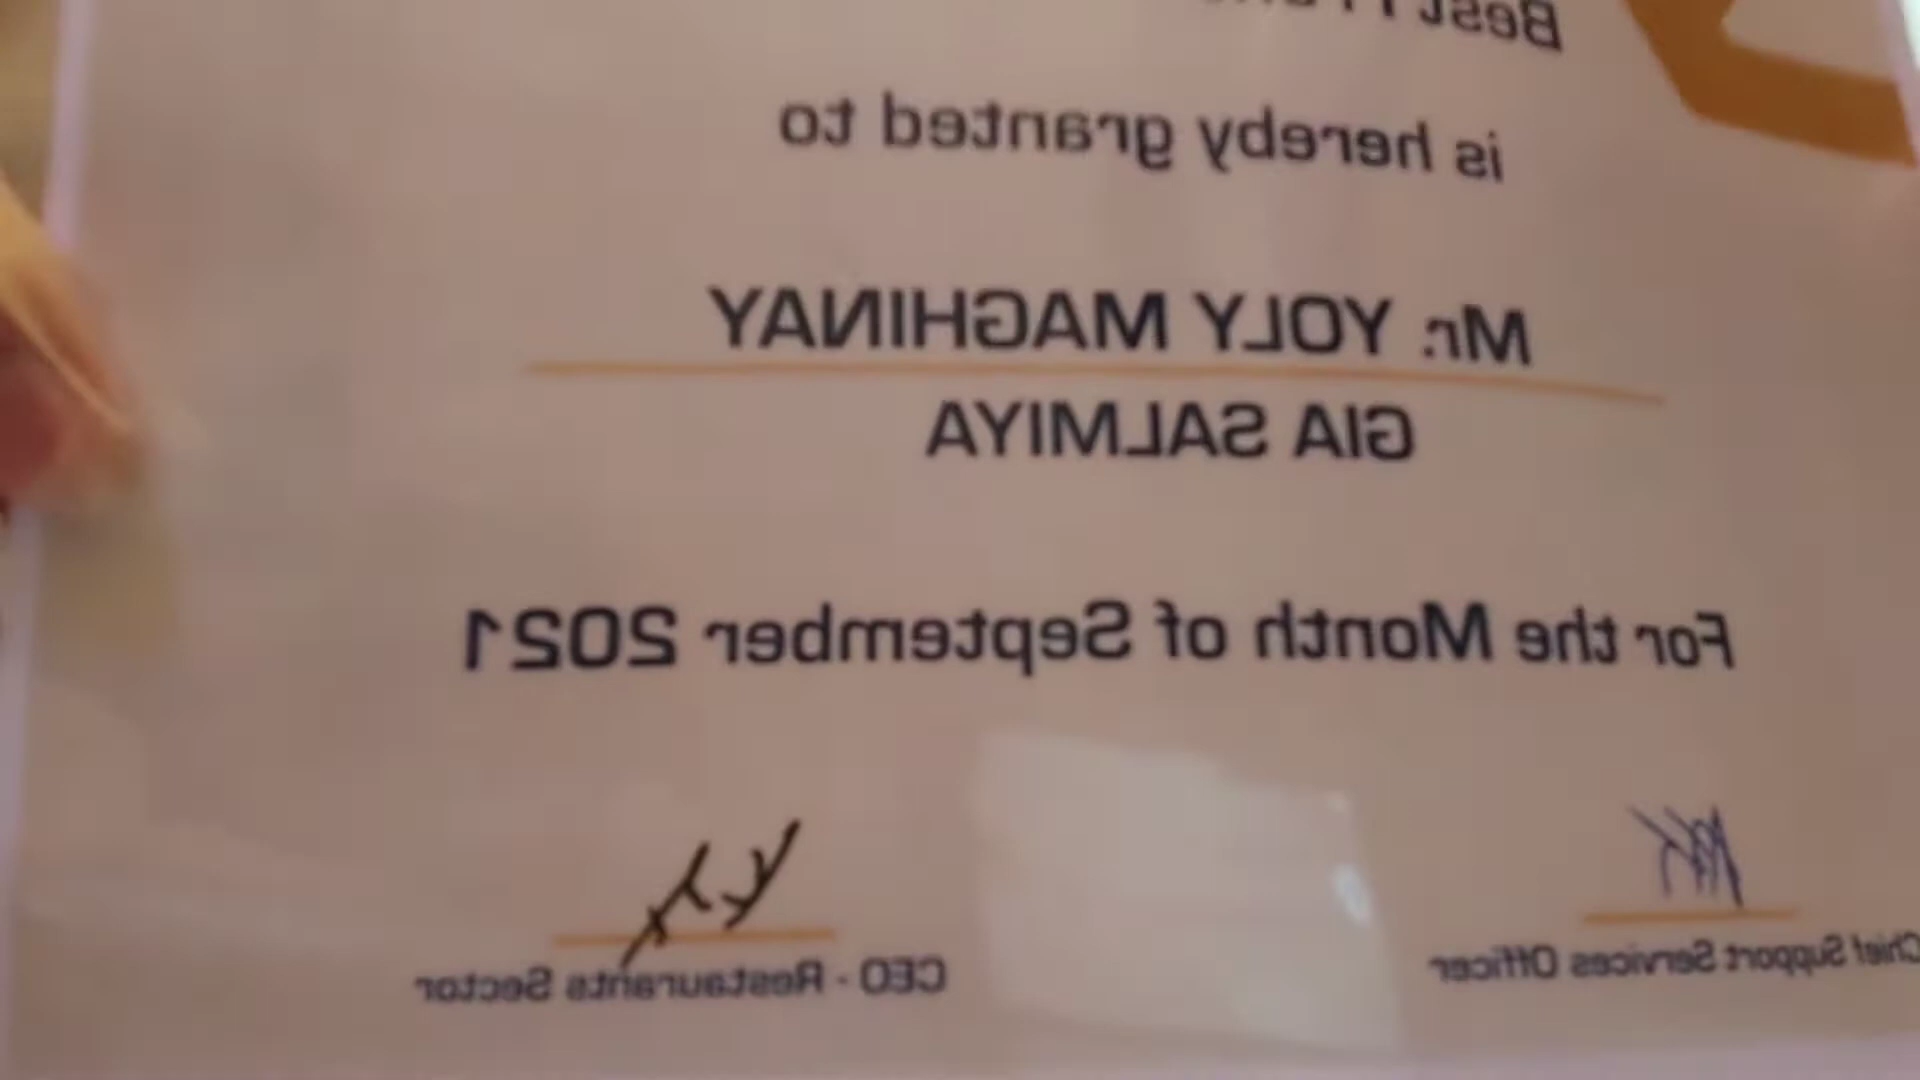 Best
is hereby granted to
Mr. YOLY MAGHINAY
GIA SALMIYA
For the Month of September 2021
Chief Support Services Officer
CEO - Restaurants Sector